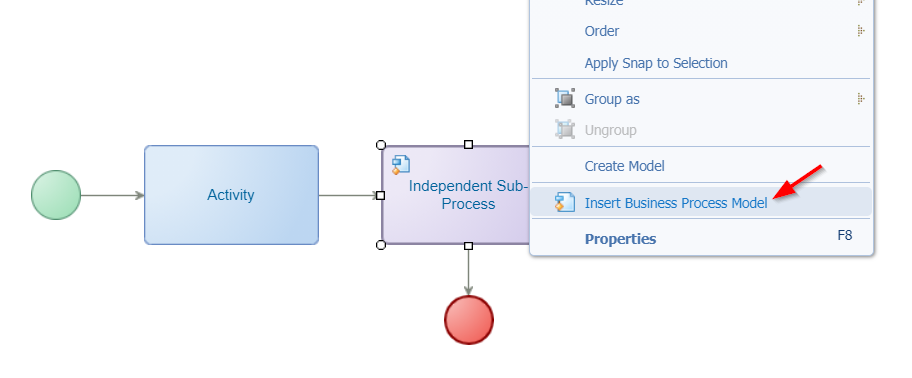 Resize
Order
Apply Snap to Selection
Group as
Ungroup
Create Model
Insert Business Process Model
Properties F8
Activity
Independent Sub-
Process